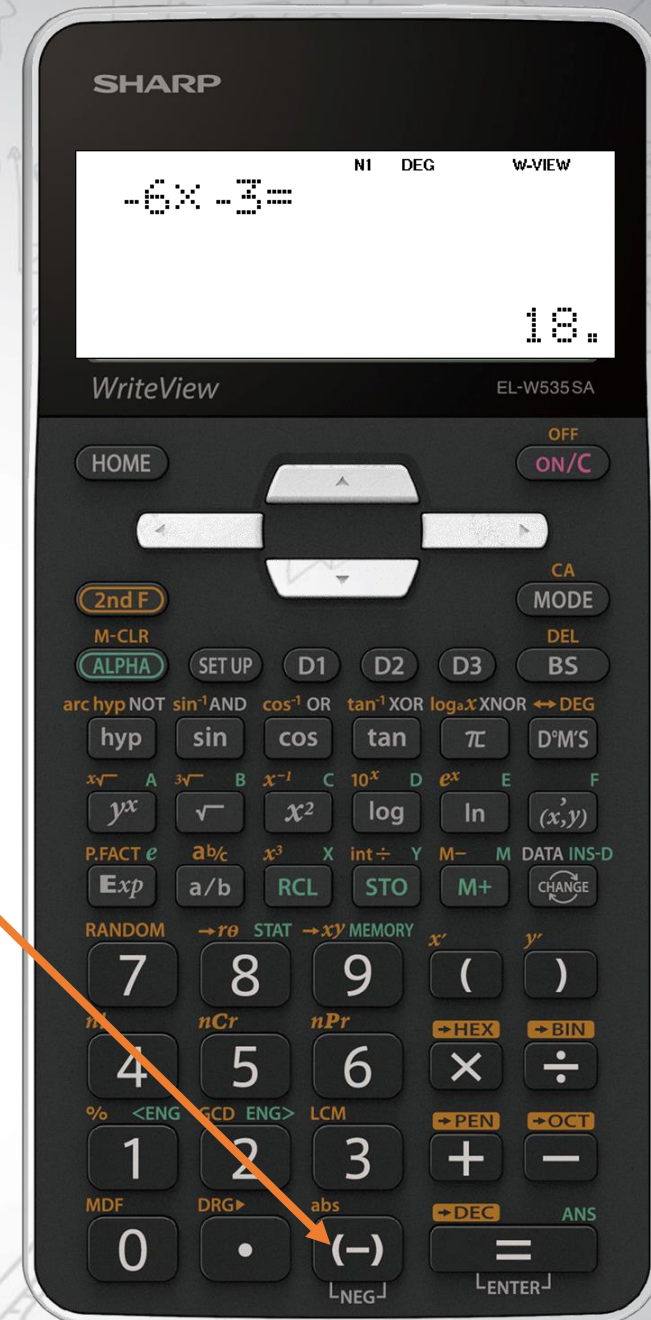 SHARP
N1 DEG W-VIEW
-6×-3=
18.
WriteView EL-W535SA
OFF
HOME ON/C
CA
2nd F MODE
M-CLR DEL
ALPHA SET UP D1 D2 D3 BS
arc hyp NOT sin⁻¹ AND cos⁻¹ OR tan⁻¹ XOR logₐx XNOR ↔DEG
hyp sin cos tan π D°M'S
ˣ√ A ³√ B x⁻¹ C 10ˣ D eˣ E F
yˣ √ x² log ln (x,y)
P.FACT e ab/c x³ X int÷ Y M− M DATA INS-D
Exp a/b RCL STO M+ CHANGE
RANDOM →rθ STAT →xy MEMORY x′ y′
7 8 9 ( )
nCr nPr →HEX →BIN
4 5 6 × ÷
% <ENG GCD ENG> LCM →PEN →OCT
1 2 3 + −
MDF DRG▸ abs →DEC ANS
0 • (−) =
NEG ENTER